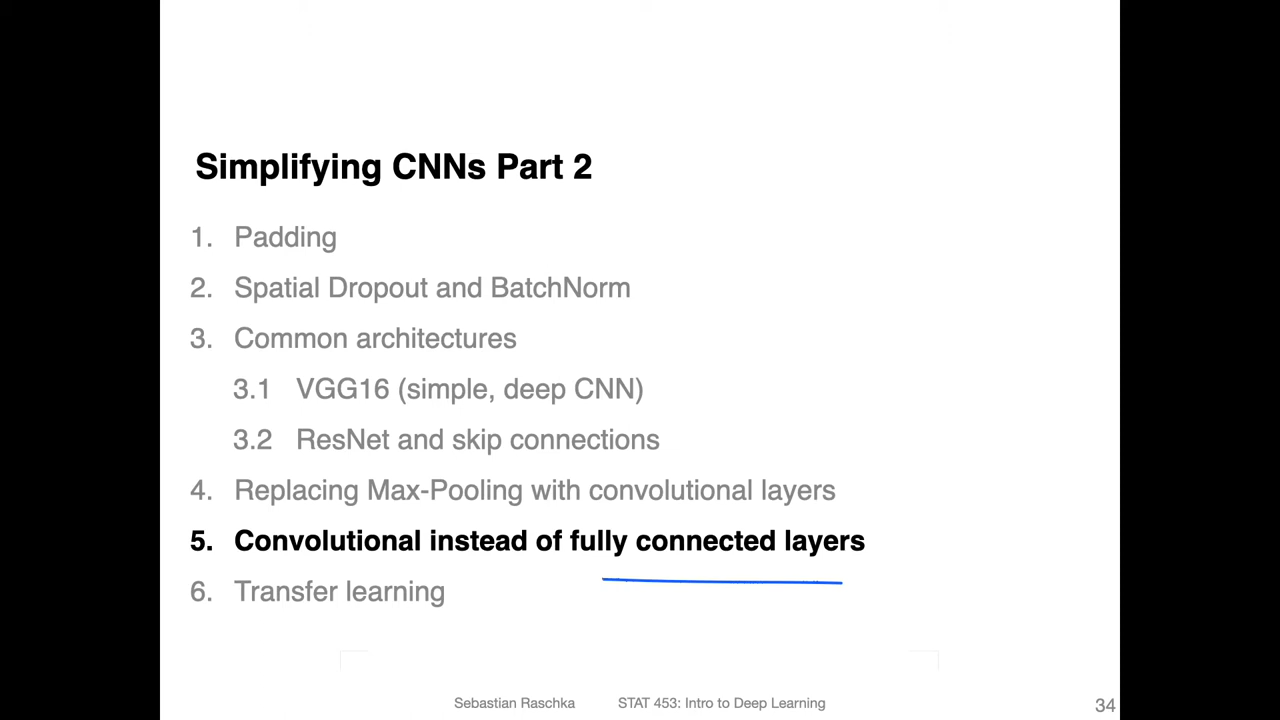 Simplifying CNNs Part 2
1. Padding
2. Spatial Dropout and BatchNorm
3. Common architectures
3.1 VGG16 (simple, deep CNN)
3.2 ResNet and skip connections
4. Replacing Max-Pooling with convolutional layers
5. Convolutional instead of fully connected layers
6. Transfer learning
Sebastian Raschka STAT 453: Intro to Deep Learning 34